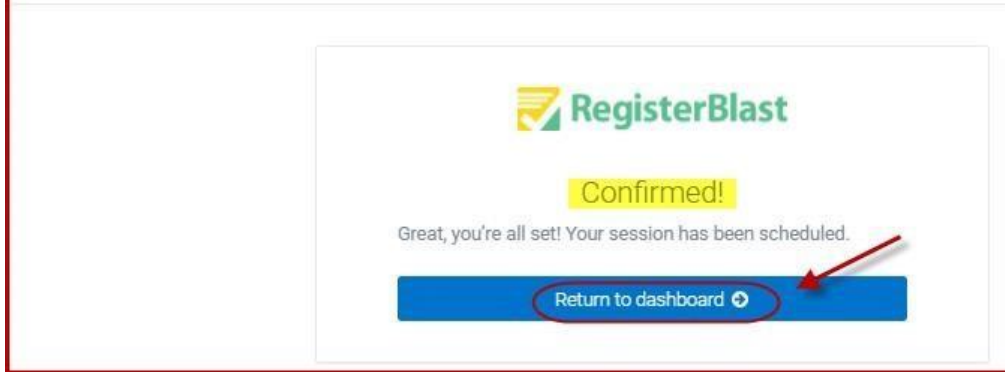 RegisterBlast
Confirmed!
Great, you're all set! Your session has been scheduled.
Return to dashboard